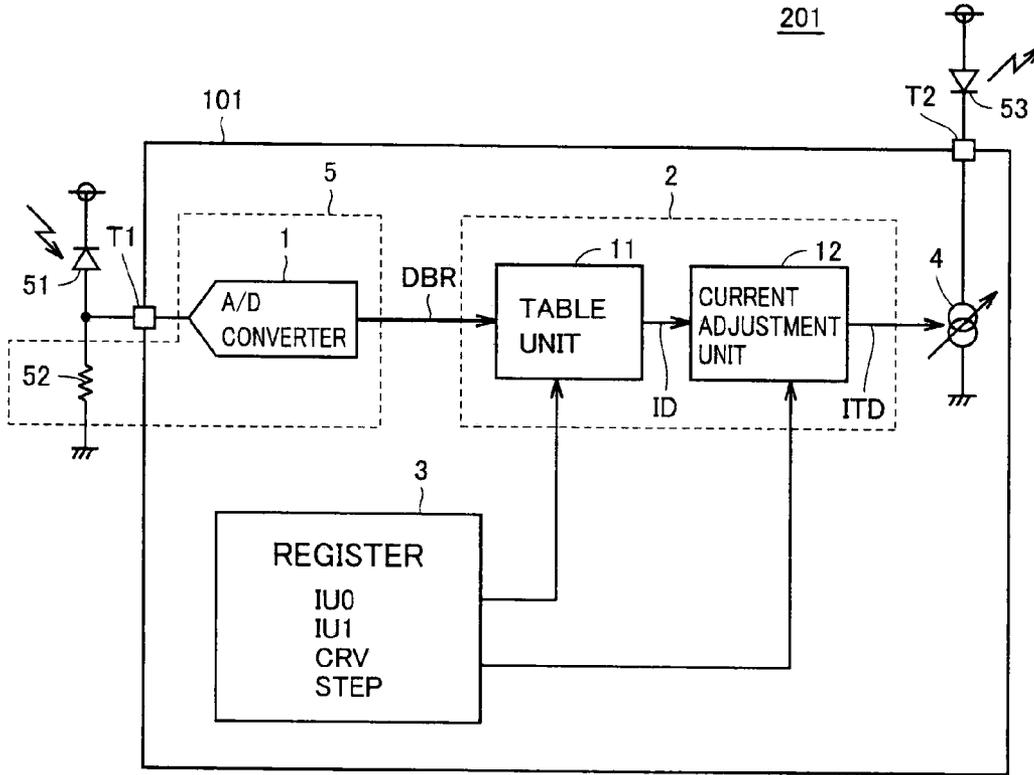 201
53
T2
101
5
2
T1
51
1
A/D
CONVERTER
DBR
11
TABLE
UNIT
ID
12
CURRENT
ADJUSTMENT
UNIT
ITD
4
52
3
REGISTER
IU0
IU1
CRV
STEP